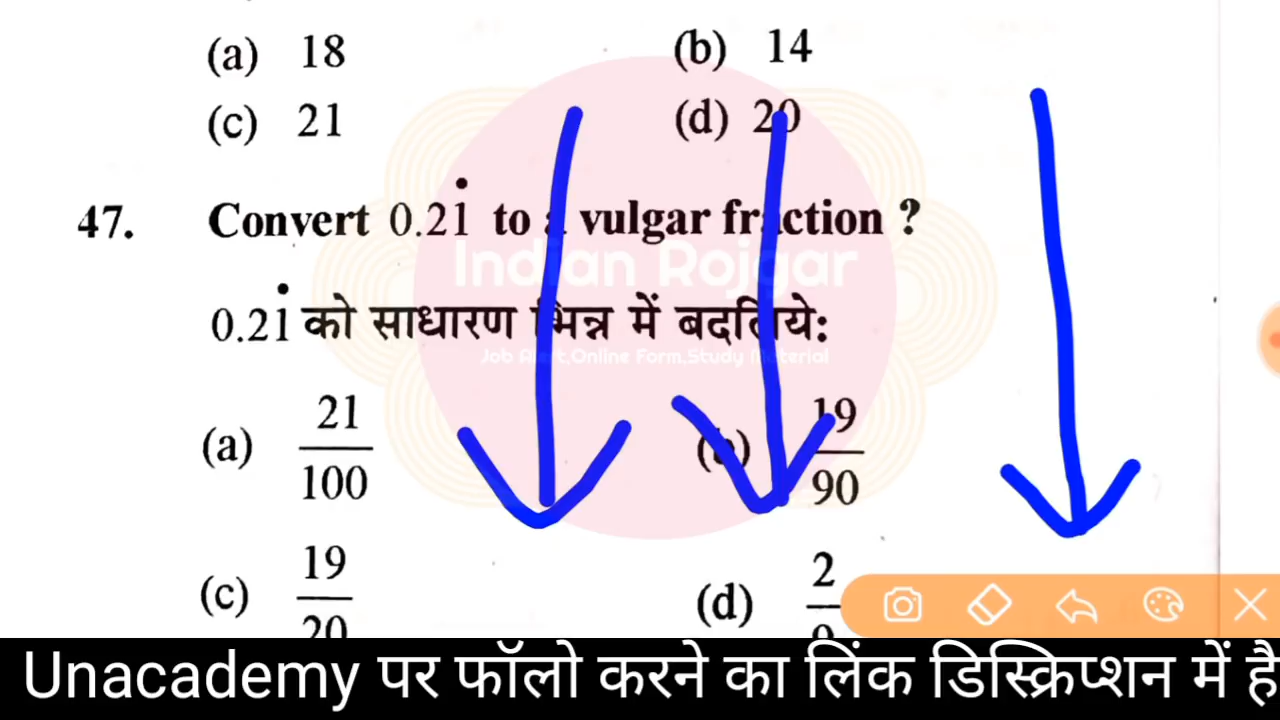 (a) 18 (b) 14
(c) 21 (d) 20
47. Convert 0.21̇ to a vulgar fraction ?
Indian Rojgar
0.21̇ को साधारण भिन्न में बदलिये:
Job Alert,Online Form,Study Material
(a) 21/100 (b) 19/90
(c) 19/20 (d) 2/9
Unacademy पर फॉलो करने का लिंक डिस्क्रिप्शन में है